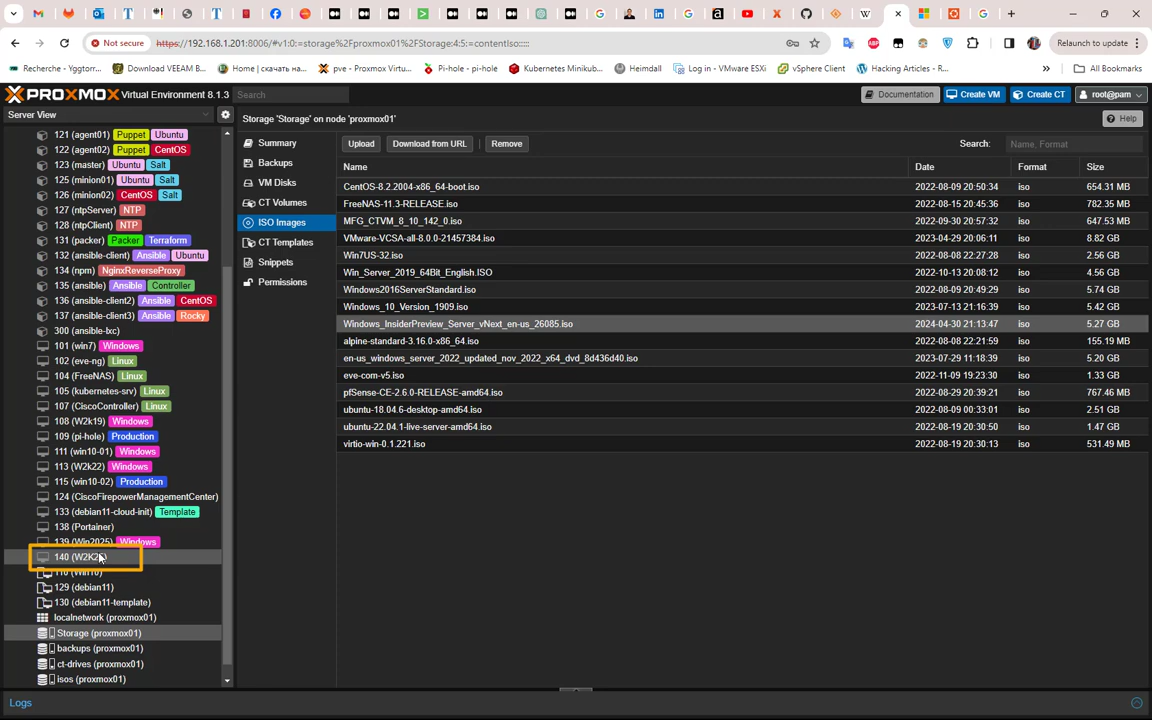 Not secure https://192.168.1.201:8006/#v1:0:=storage%2Fproxmox01%2FStorage:4:5:=contentIso::::: Relaunch to update
Recherche - Yggtorr... Download VEEAM B... Home | скачать на... pve - Proxmox Virtu... Pi-hole - pi-hole Kubernetes Minikub... Heimdall Log in - VMware ESXi vSphere Client Hacking Articles - R... » All Bookmarks
PROXMOX Virtual Environment 8.1.3 Search Documentation Create VM Create CT root@pam
Server View
Storage 'Storage' on node 'proxmox01' Help
121 (agent01) Puppet Ubuntu
122 (agent02) Puppet CentOS
123 (master) Ubuntu Salt
125 (minion01) Ubuntu Salt
126 (minion02) CentOS Salt
127 (ntpServer) NTP
128 (ntpClient) NTP
131 (packer) Packer Terraform
132 (ansible-client) Ansible Ubuntu
134 (npm) NginxReverseProxy
135 (ansible) Ansible Controller
136 (ansible-client2) Ansible CentOS
137 (ansible-client3) Ansible Rocky
300 (ansible-lxc)
101 (win7) Windows
102 (eve-ng) Linux
104 (FreeNAS) Linux
105 (kubernetes-srv) Linux
107 (CiscoController) Linux
108 (W2k19) Windows
109 (pi-hole) Production
111 (win10-01) Windows
113 (W2k22) Windows
115 (win10-02) Production
124 (CiscoFirepowerManagementCenter)
133 (debian11-cloud-init) Template
138 (Portainer)
139 (Win2025) Windows
140
129 (debian11)
130 (debian11-template)
localnetwork (proxmox01)
Storage (proxmox01)
backups (proxmox01)
ct-drives (proxmox01)
isos (proxmox01)
Summary
Backups
VM Disks
CT Volumes
ISO Images
CT Templates
Snippets
Permissions
Upload Download from URL Remove Search: Name, Format
Name Date Format Size
CentOS-8.2.2004-x86_64-boot.iso 2022-08-09 20:50:34 iso 654.31 MB
FreeNAS-11.3-RELEASE.iso 2022-08-15 20:45:36 iso 782.35 MB
MFG_CTVM_8_10_142_0.iso 2022-09-30 20:57:32 iso 647.53 MB
VMware-VCSA-all-8.0.0-21457384.iso 2023-04-29 20:06:11 iso 8.82 GB
Win7US-32.iso 2022-08-08 22:27:28 iso 2.56 GB
Win_Server_2019_64Bit_English.ISO 2022-10-13 20:08:12 iso 4.56 GB
Windows2016ServerStandard.iso 2022-08-09 20:49:29 iso 5.74 GB
Windows_10_Version_1909.iso 2023-07-13 21:16:39 iso 5.42 GB
Windows_InsiderPreview_Server_vNext_en-us_26085.iso 2024-04-30 21:13:47 iso 5.27 GB
alpine-standard-3.16.0-x86_64.iso 2022-08-08 22:21:59 iso 155.19 MB
en-us_windows_server_2022_updated_nov_2022_x64_dvd_8d436d40.iso 2023-07-29 11:18:39 iso 5.20 GB
eve-com-v5.iso 2022-11-09 19:23:30 iso 1.33 GB
pfSense-CE-2.6.0-RELEASE-amd64.iso 2022-08-29 20:39:21 iso 767.46 MB
ubuntu-18.04.6-desktop-amd64.iso 2022-08-09 00:33:01 iso 2.51 GB
ubuntu-22.04.1-live-server-amd64.iso 2022-08-19 20:30:50 iso 1.47 GB
virtio-win-0.1.221.iso 2022-08-19 20:30:13 iso 531.49 MB
Logs